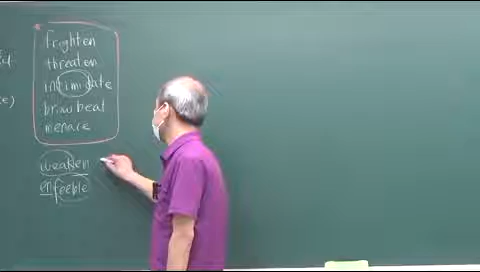 frighten
threaten
intimidate
browbeat
menace
weaken
enfeeble